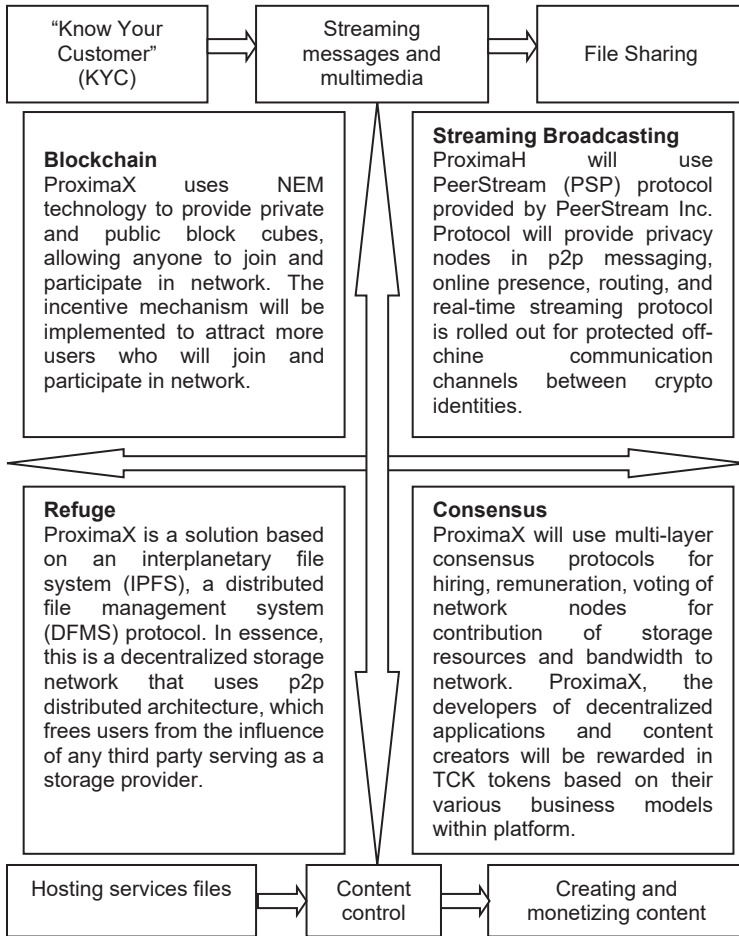 “Know Your
Customer”
(KYC)
Streaming
messages and
multimedia
File Sharing
Blockchain
ProximaX uses NEM
technology to provide private
and public block cubes,
allowing anyone to join and
participate in network. The
incentive mechanism will be
implemented to attract more
users who will join and
participate in network.
Streaming Broadcasting
ProximaH will use
PeerStream (PSP) protocol
provided by PeerStream Inc.
Protocol will provide privacy
nodes in p2p messaging,
online presence, routing, and
real-time streaming protocol
is rolled out for protected off-
chine communication
channels between crypto
identities.
Refuge
ProximaX is a solution based
on an interplanetary file
system (IPFS), a distributed
file management system
(DFMS) protocol. In essence,
this is a decentralized storage
network that uses p2p
distributed architecture, which
frees users from the influence
of any third party serving as a
storage provider.
Consensus
ProximaX will use multi-layer
consensus protocols for
hiring, remuneration, voting of
network nodes for
contribution of storage
resources and bandwidth to
network. ProximaX, the
developers of decentralized
applications and content
creators will be rewarded in
TCK tokens based on their
various business models
within platform.
Hosting services files
Content
control
Creating and
monetizing content